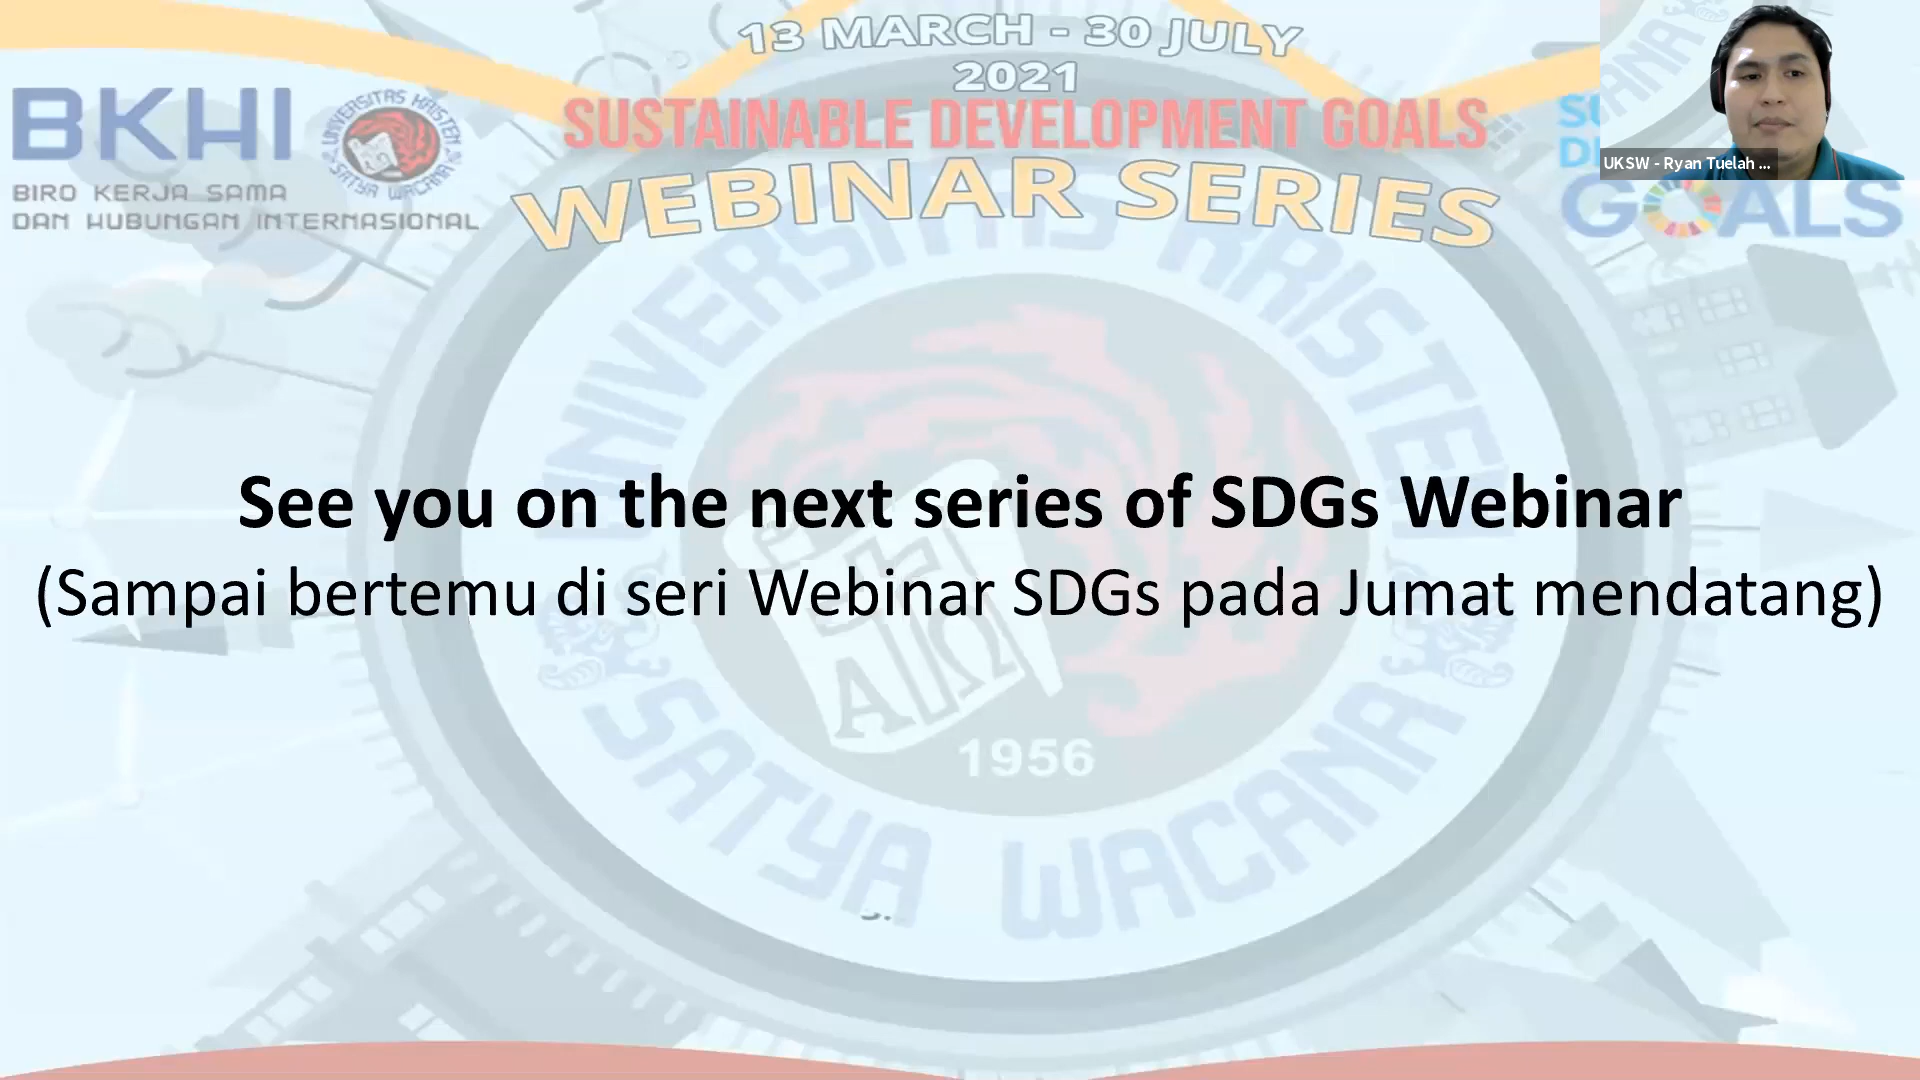 13 MARCH - 30 JULY
2021
SUSTAINABLE DEVELOPMENT GOALS
WEBINAR SERIES
BKHI
UNIVERSITAS KRISTEN
SATYA WACANA
BIRO KERJA SAMA
DAN HUBUNGAN INTERNASIONAL
UKSW - Ryan Tuelah ...
GOALS
UNIVERSITAS KRISTEN
See you on the next series of SDGs Webinar
(Sampai bertemu di seri Webinar SDGs pada Jumat mendatang)
A Ω
1956
SATYA WACANA